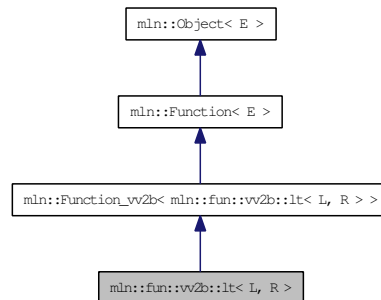 mln::Object< E >
mln::Function< E >
mln::Function_vv2b< mln::fun::vv2b::lt< L, R > >
mln::fun::vv2b::lt< L, R >